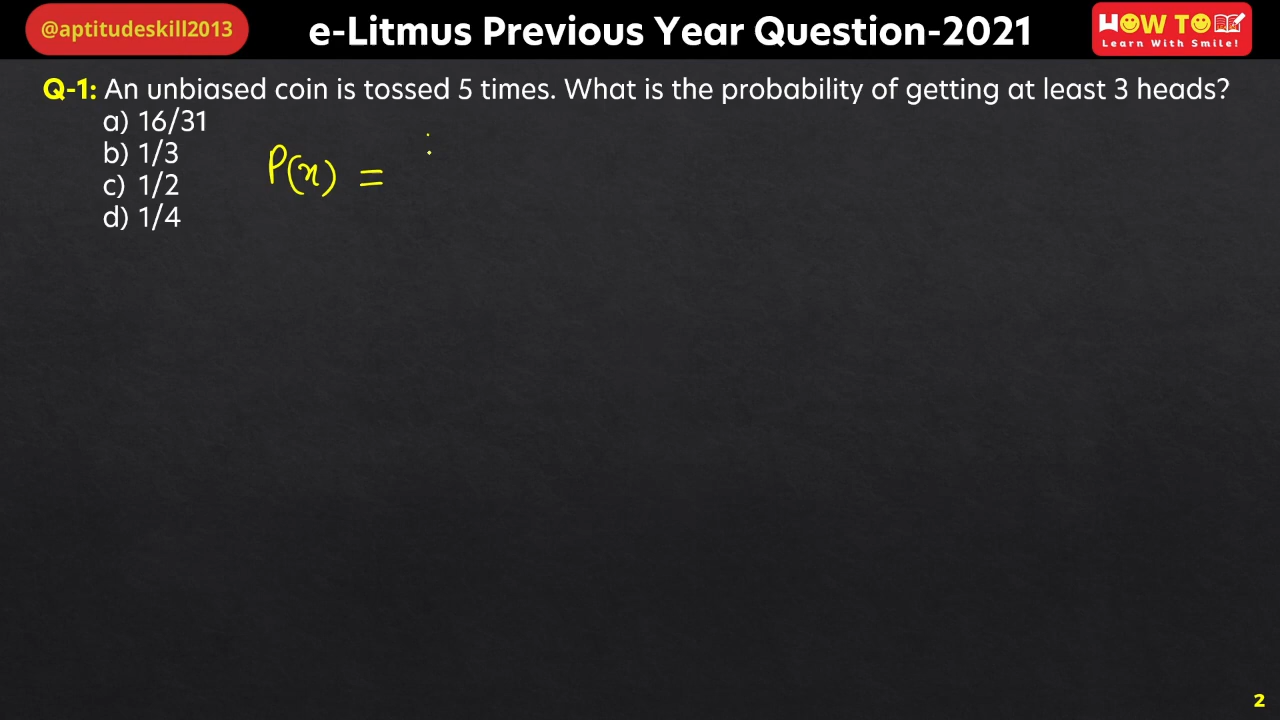 @aptitudeskill2013
e-Litmus Previous Year Question-2021
HOW TO
Learn With Smile!
Q-1: An unbiased coin is tossed 5 times. What is the probability of getting at least 3 heads?
a) 16/31
b) 1/3
c) 1/2
d) 1/4
P(x) =
2